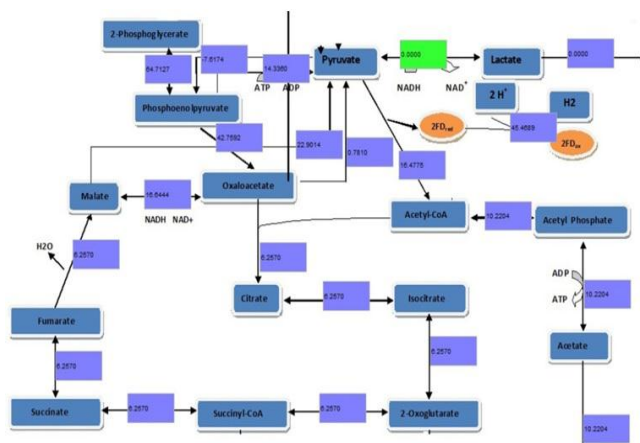 2-Phosphoglycerate
64.7127
-7.6174
14.3360
ATP ADP
Pyruvate
0.0000
NADH NAD+
Lactate
0.0000
2 H+
H2
Phosphoenolpyruvate
2FDred
45.4689
2FDox
42.7592
22.9014
0.7810
16.4775
Oxaloacetate
Malate
16.6444
NADH NAD+
Acetyl-CoA
10.2204
Acetyl Phosphate
H2O
6.2570
6.2570
ADP
ATP
10.2204
Citrate
6.2570
Isocitrate
Fumarate
Acetate
6.2570
6.2570
Succinate
6.2570
Succinyl-CoA
6.2570
2-Oxoglutarate
10.2204